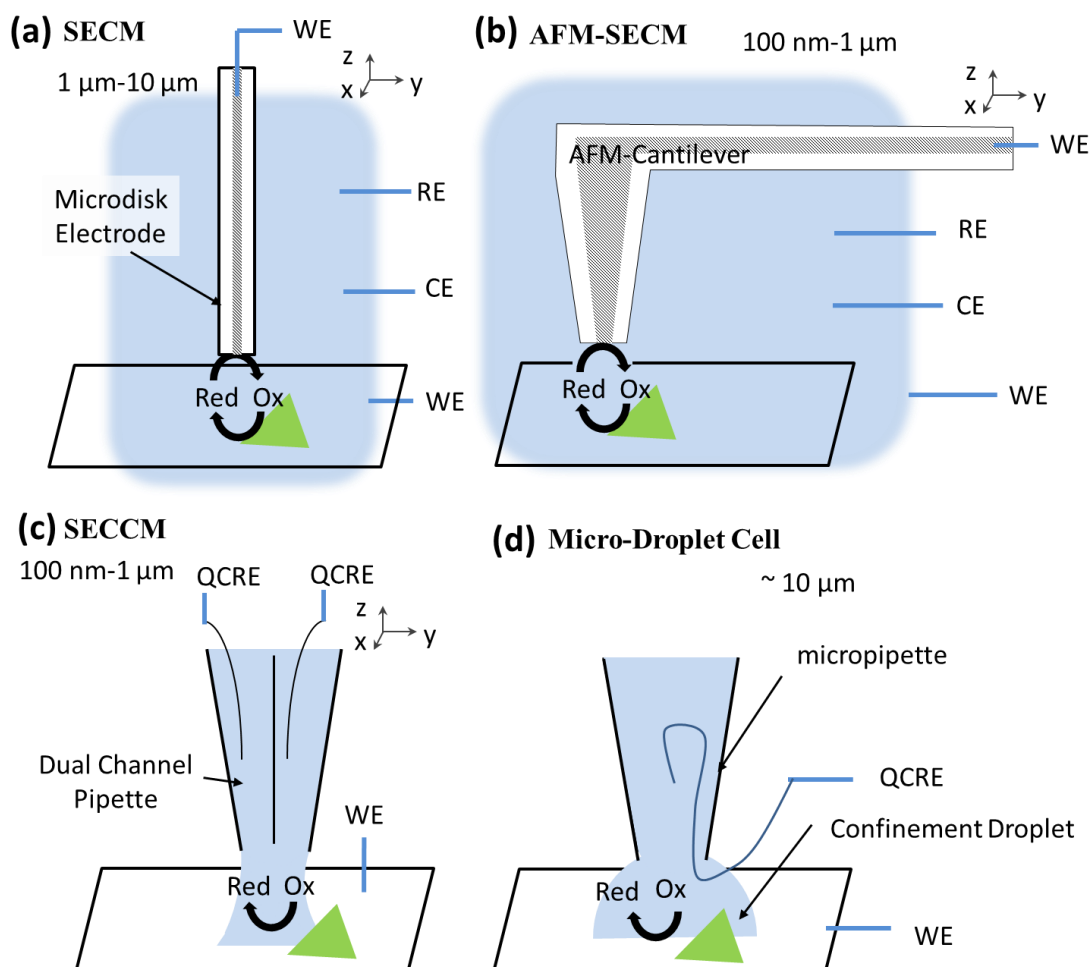 (a) SECM
WE
1 µm-10 µm
z
x
y
Microdisk
Electrode
RE
CE
Red Ox
WE
(b) AFM-SECM
100 nm-1 µm
z
x
y
AFM-Cantilever
WE
RE
CE
Red Ox
WE
(c) SECCM
100 nm-1 µm
QCRE
QCRE
z
x
y
Dual Channel
Pipette
WE
Red Ox
(d) Micro-Droplet Cell
~ 10 µm
micropipette
QCRE
Confinement Droplet
Red Ox
WE